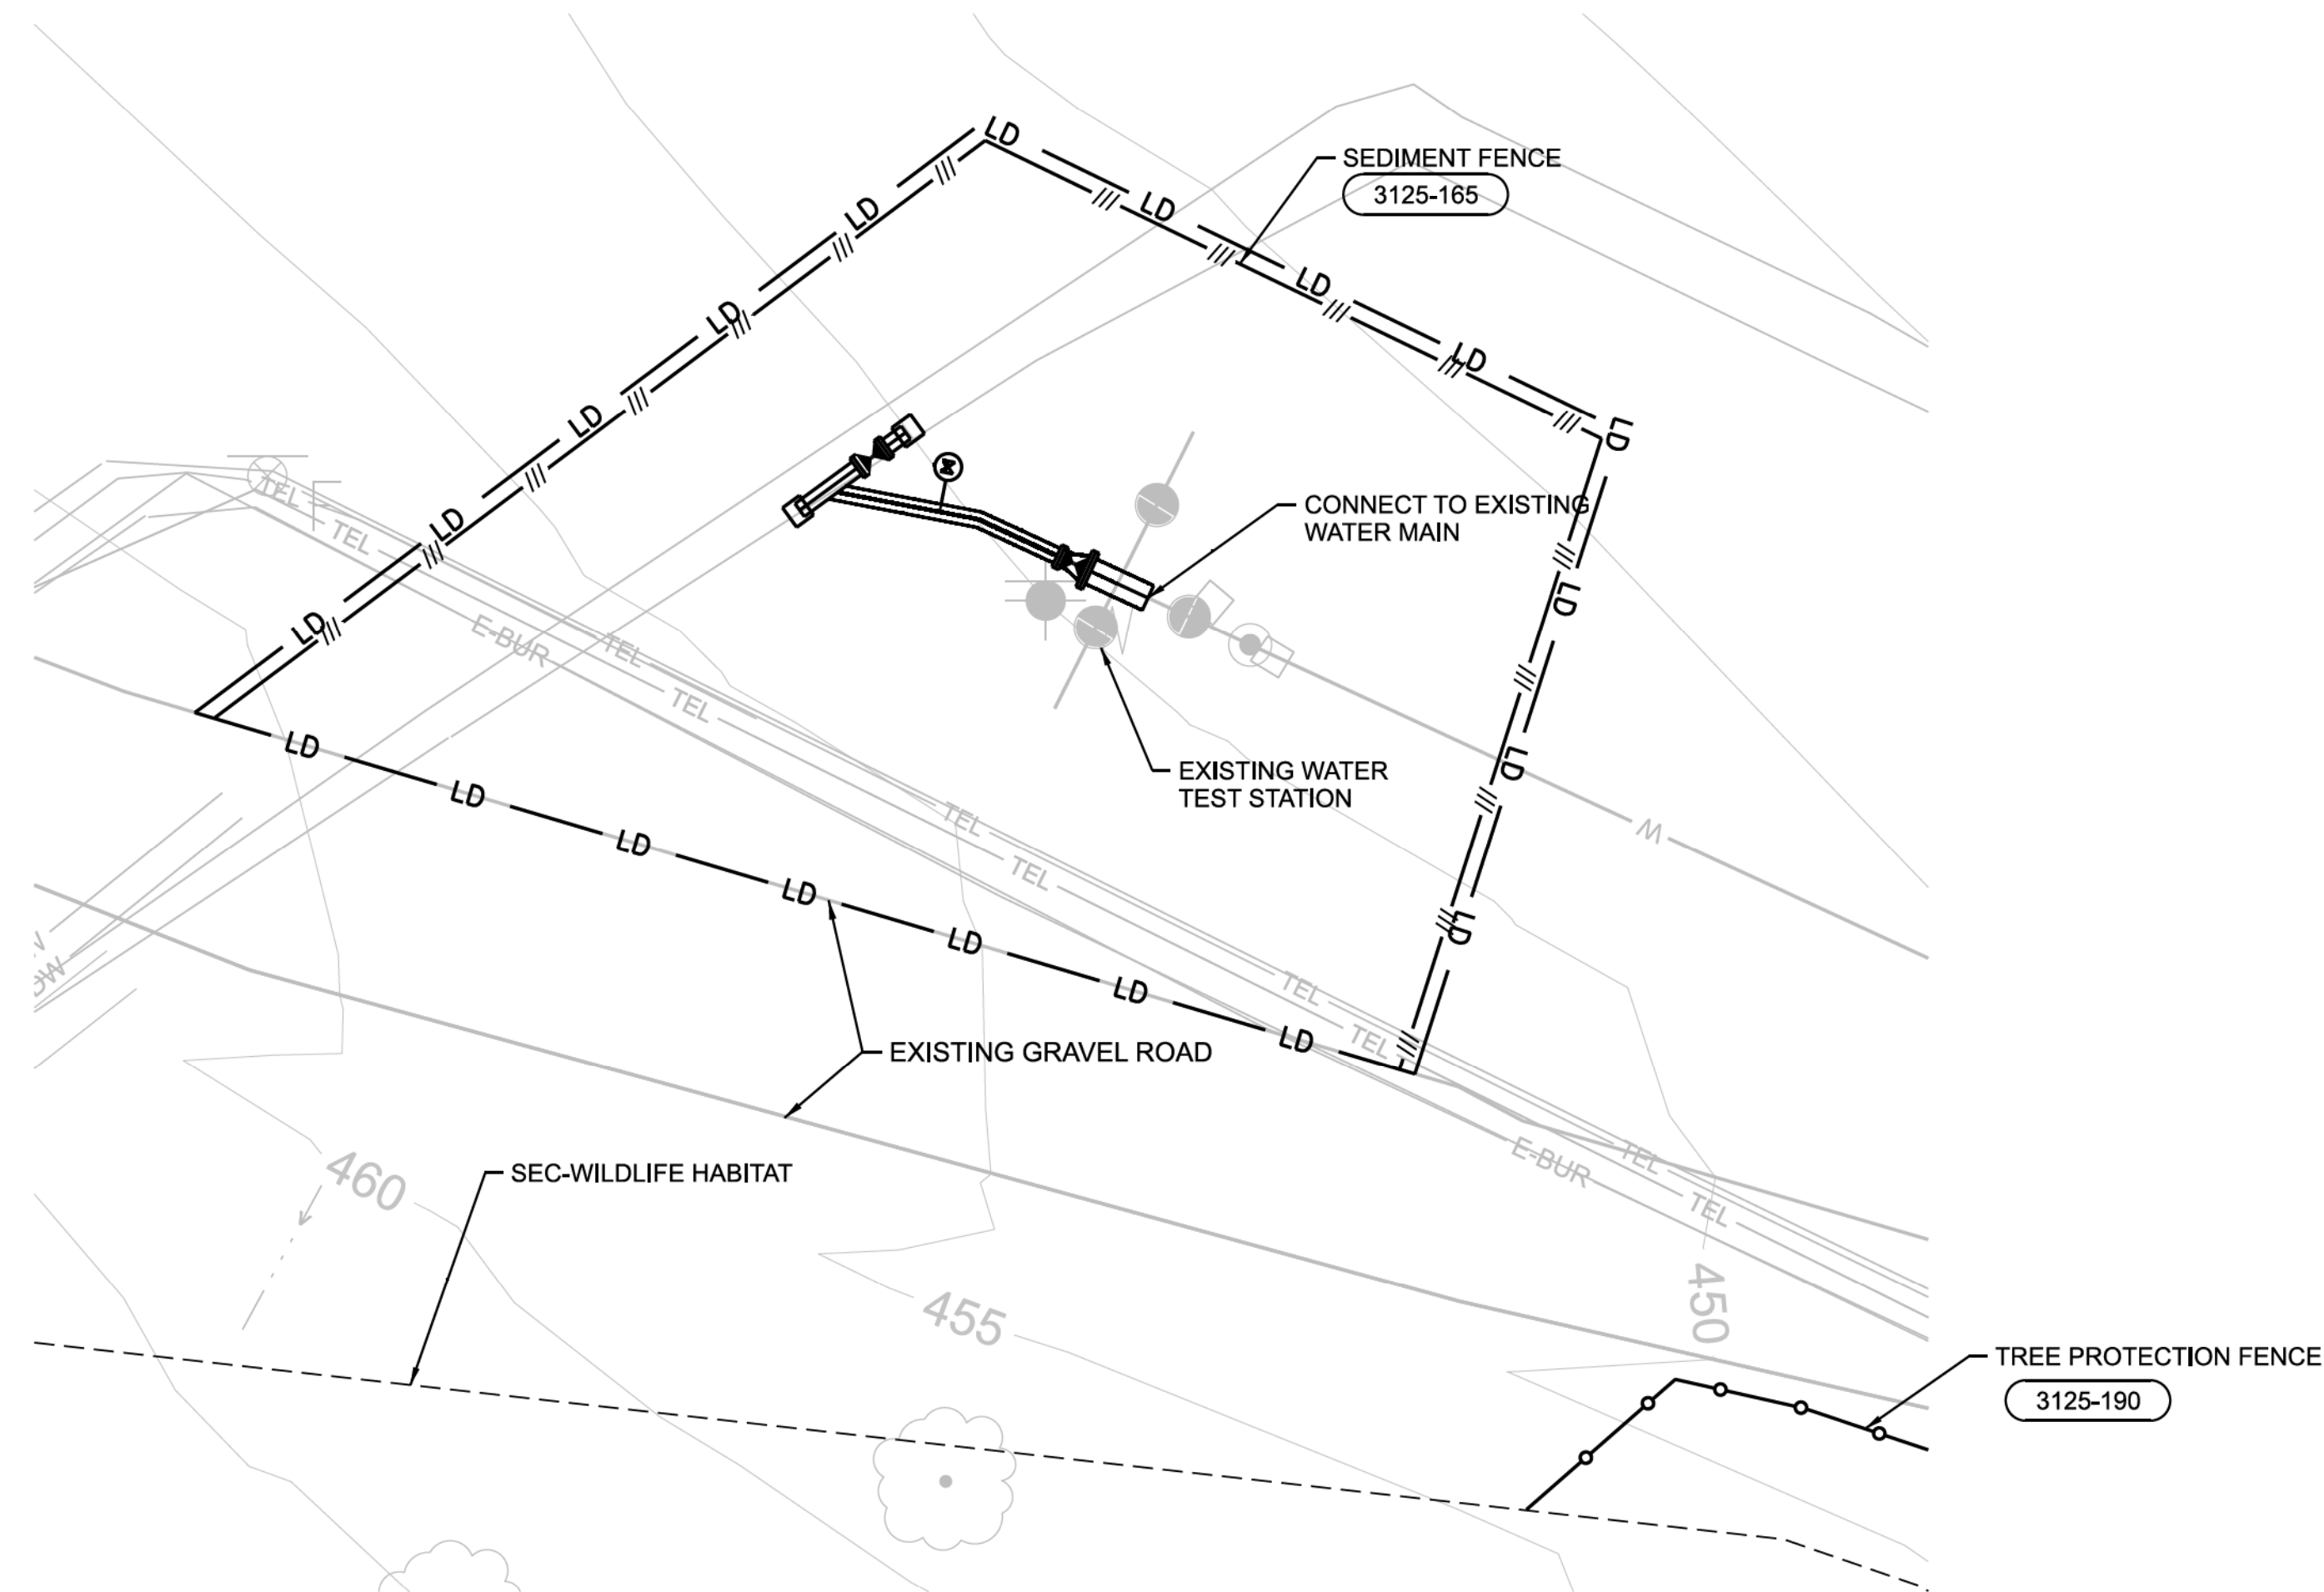 LD
LD
SEDIMENT FENCE
3125-165
LD
LD
LD
LD
LD
LD
LD
LD
LD
TEL
TEL
CONNECT TO EXISTING
WATER MAIN
LD
LD
E-BUR
TEL
TEL
LD
LD
LD
LD
EXISTING WATER
TEST STATION
LD
TEL
W
LD
TEL
LD
LD
TEL
LD
TEL
LD
EXISTING GRAVEL ROAD
460
SEC-WILDLIFE HABITAT
E-BUR
TEL
TEL
455
450
TREE PROTECTION FENCE
3125-190